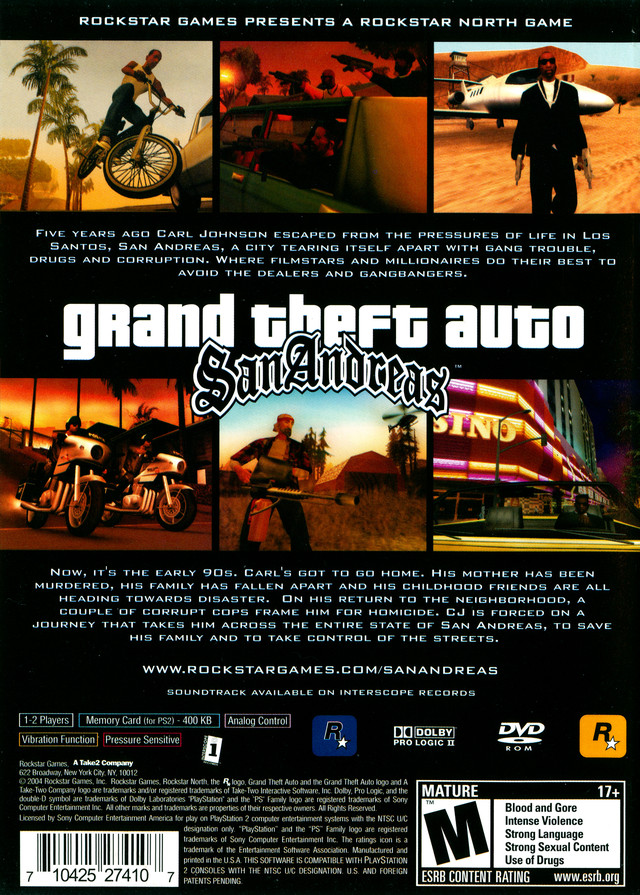 ROCKSTAR GAMES PRESENTS A ROCKSTAR NORTH GAME
FIVE YEARS AGO CARL JOHNSON ESCAPED FROM THE PRESSURES OF LIFE IN LOS
SANTOS, SAN ANDREAS, A CITY TEARING ITSELF APART WITH GANG TROUBLE,
DRUGS AND CORRUPTION. WHERE FILMSTARS AND MILLIONAIRES DO THEIR BEST TO
AVOID THE DEALERS AND GANGBANGERS.
grand theft auto
San Andreas™
SINO
NOW, IT'S THE EARLY 90S. CARL'S GOT TO GO HOME. HIS MOTHER HAS BEEN
MURDERED, HIS FAMILY HAS FALLEN APART AND HIS CHILDHOOD FRIENDS ARE ALL
HEADING TOWARDS DISASTER. ON HIS RETURN TO THE NEIGHBORHOOD, A
COUPLE OF CORRUPT COPS FRAME HIM FOR HOMICIDE. CJ IS FORCED ON A
JOURNEY THAT TAKES HIM ACROSS THE ENTIRE STATE OF SAN ANDREAS, TO SAVE
HIS FAMILY AND TO TAKE CONTROL OF THE STREETS.
WWW.ROCKSTARGAMES.COM/SANANDREAS
SOUNDTRACK AVAILABLE ON INTERSCOPE RECORDS
1-2 Players
Memory Card (for PS2) - 400 KB
Analog Control
Vibration Function
Pressure Sensitive
1
R
DOLBY
PRO LOGIC II
DVD
ROM
R
Rockstar Games. A Take2 Company
622 Broadway, New York City, NY, 10012
© 2004 Rockstar Games, Inc. Rockstar Games, Rockstar North, the R logo, Grand Theft Auto and the Grand Theft Auto logo and A
Take-Two Company logo are trademarks and/or registered trademarks of Take-Two Interactive Software, Inc. Dolby, Pro Logic, and the
double-D symbol are trademarks of Dolby Laboratories "PlayStation" and the "PS" Family logo are registered trademarks of Sony
Computer Entertainment Inc. All other marks and trademarks are properties of their respective owners. All Rights Reserved.
Licensed by Sony Computer Entertainment America for play on PlayStation 2 computer entertainment systems with the NTSC U/C
designation only. "PlayStation" and the "PS" Family logo are registered
trademarks of Sony Computer Entertainment Inc. The ratings icon is a
trademark of the Entertainment Software Association. Manufactured and
printed in the U.S.A. THIS SOFTWARE IS COMPATIBLE WITH PLAYSTATION
2 CONSOLES WITH THE NTSC U/C DESIGNATION. U.S. AND FOREIGN
PATENTS PENDING.
7 10425 27410 7
MATURE 17+
TM
M
Blood and Gore
Intense Violence
Strong Language
Strong Sexual Content
Use of Drugs
ESRB CONTENT RATING www.esrb.org